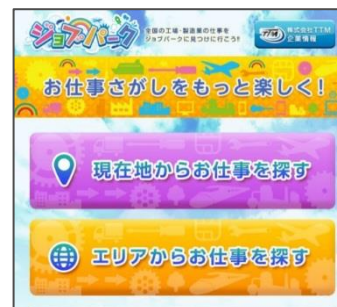 ジョブパーク
全国の工場・製造業の仕事を
ジョブパークに見つけに行こう!!
TTM 株式会社TTM
企業情報
お仕事さがしをもっと楽しく!
現在地からお仕事を探す
エリアからお仕事を探す